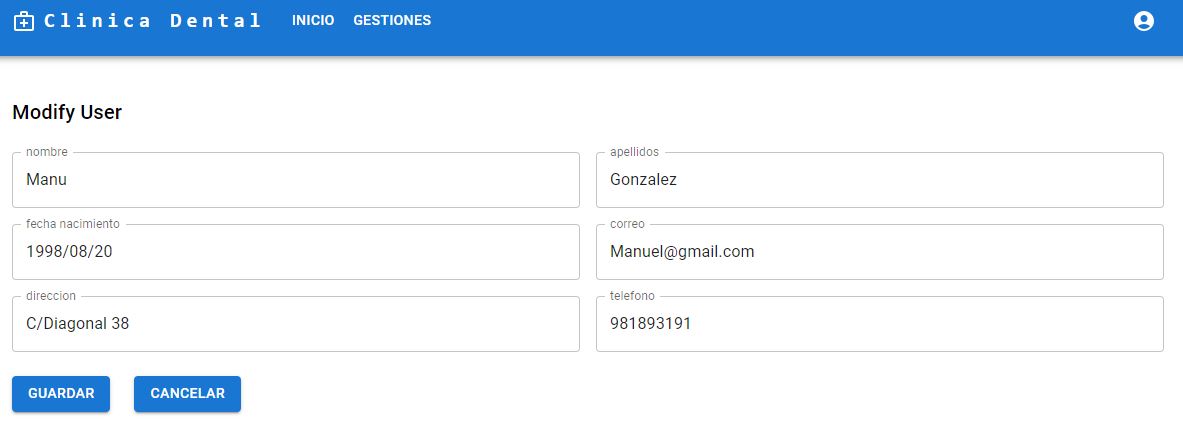 Clinica Dental INICIO GESTIONES
Modify User
nombre apellidos
Manu Gonzalez
fecha nacimiento correo
1998/08/20 Manuel@gmail.com
direccion telefono
C/Diagonal 38 981893191
GUARDAR CANCELAR